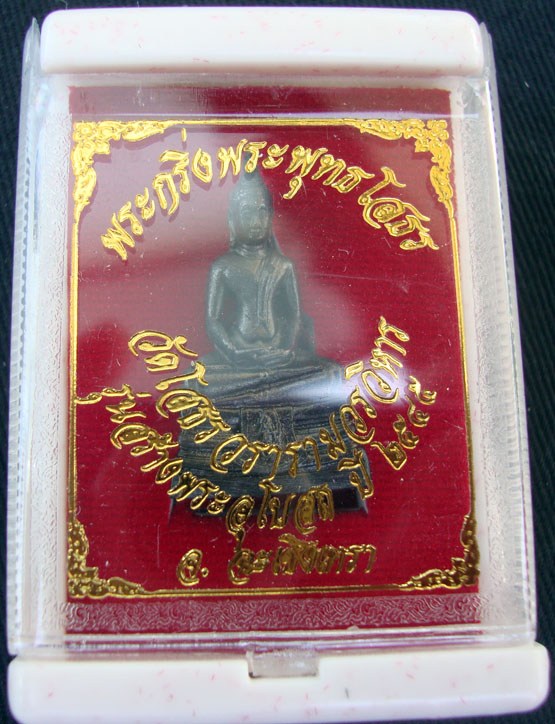 พระกริ่งพระพุทธโสธร
วัดโสธรวรารามวรวิหาร
รุ่นสร้างพระอุโบสถ ปี ๒๕๔๕
จ. ฉะเชิงเทรา